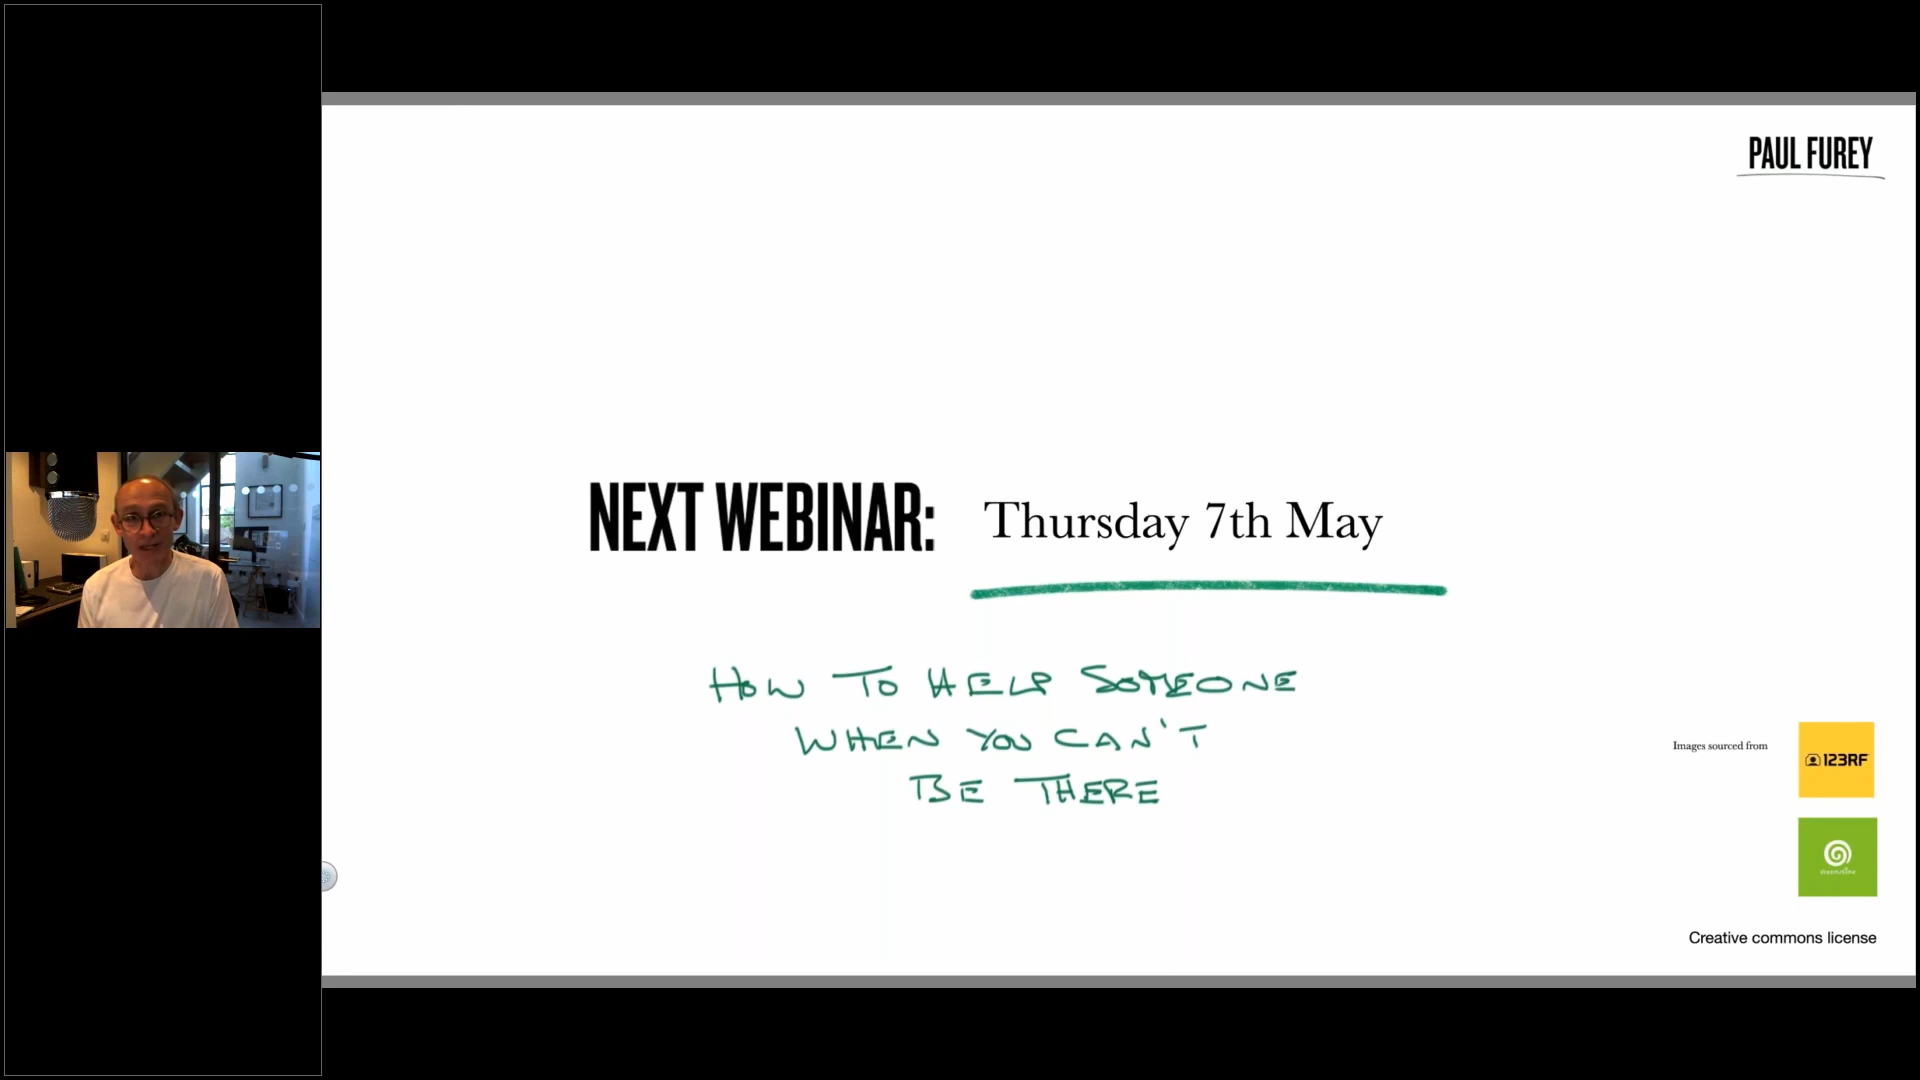 PAUL FUREY
NEXT WEBINAR: Thursday 7th May
HOW TO HELP SOMEONE
WHEN YOU CAN'T
BE THERE
Images sourced from
123RF
Creative commons license